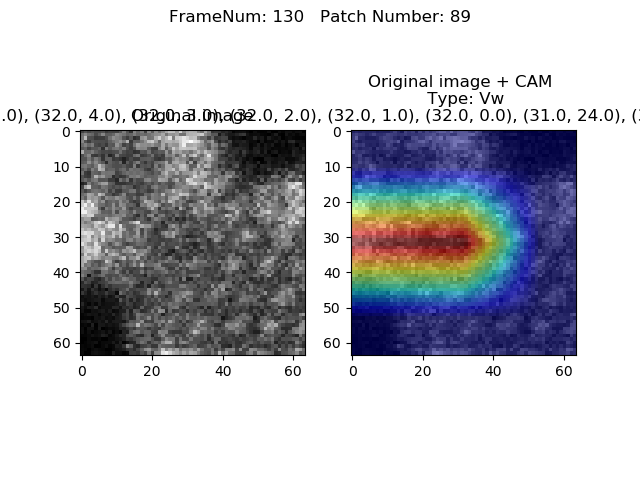 FrameNum: 130   Patch Number: 89
Original image + CAM
Type: Vw
.0), (32.0, 4.0), (32.0, 3.0), (32.0, 2.0), (32.0, 1.0), (32.0, 0.0), (31.0, 24.0), (3
Original image
0
10
20
30
40
50
60
0 20 40 60
0
10
20
30
40
50
60
0 20 40 60